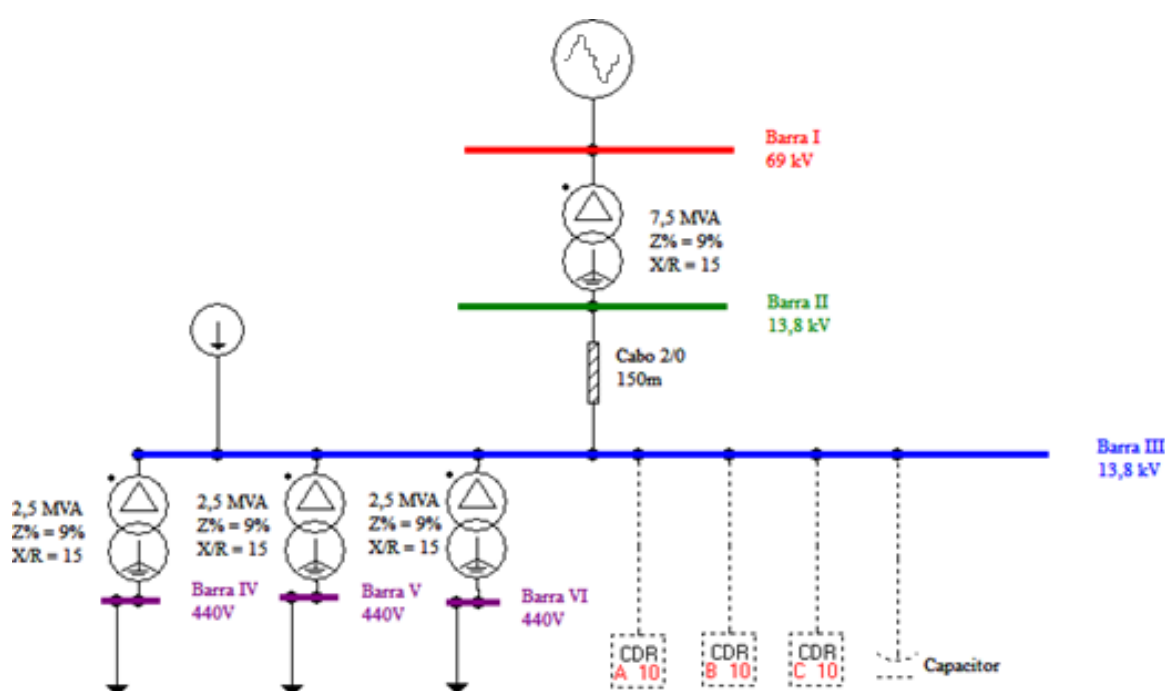 Barra I
69 kV
7,5 MVA
Z% = 9%
X/R = 15
Barra II
13,8 kV
Cabo 2/0
150m
Barra III
13,8 kV
2,5 MVA
Z% = 9%
X/R = 15
2,5 MVA
Z% = 9%
X/R = 15
2,5 MVA
Z% = 9%
X/R = 15
Barra IV
440V
Barra V
440V
Barra VI
440V
CDR
A 10
CDR
B 10
CDR
C 10
Capacitor